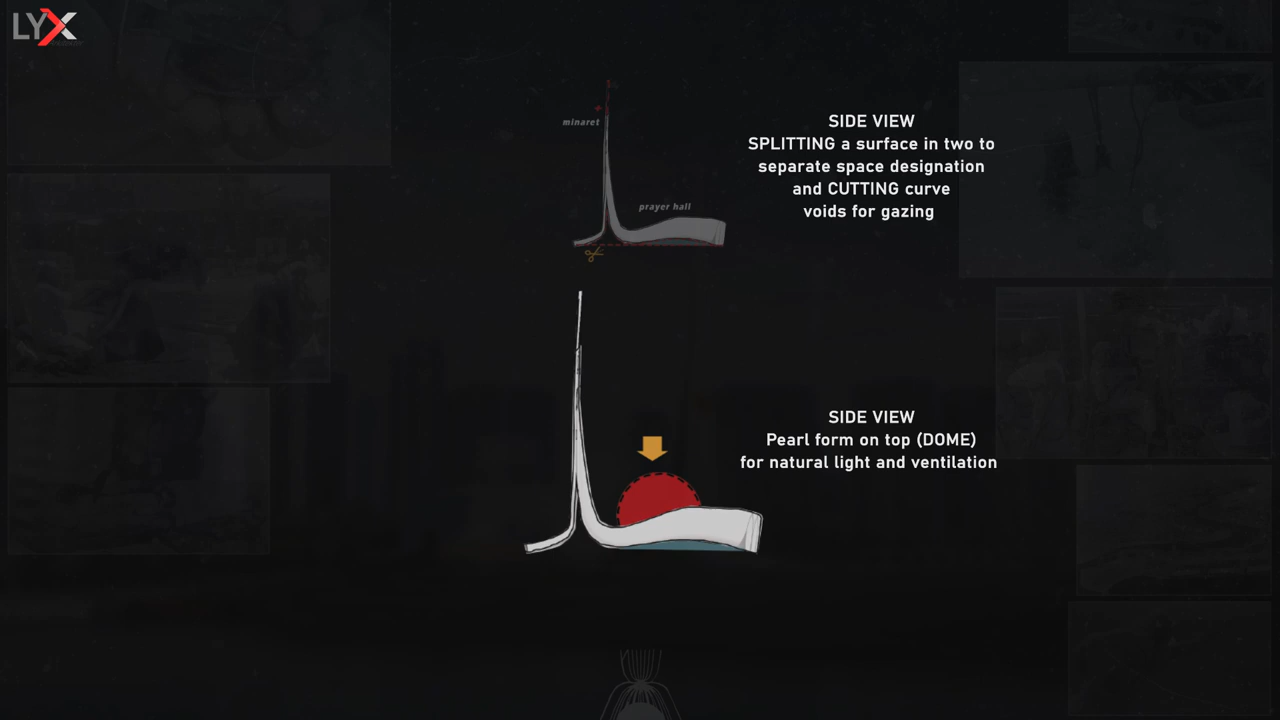 LYX
minaret
SIDE VIEW
SPLITTING a surface in two to
separate space designation
and CUTTING curve
voids for gazing
prayer hall
SIDE VIEW
Pearl form on top (DOME)
for natural light and ventilation